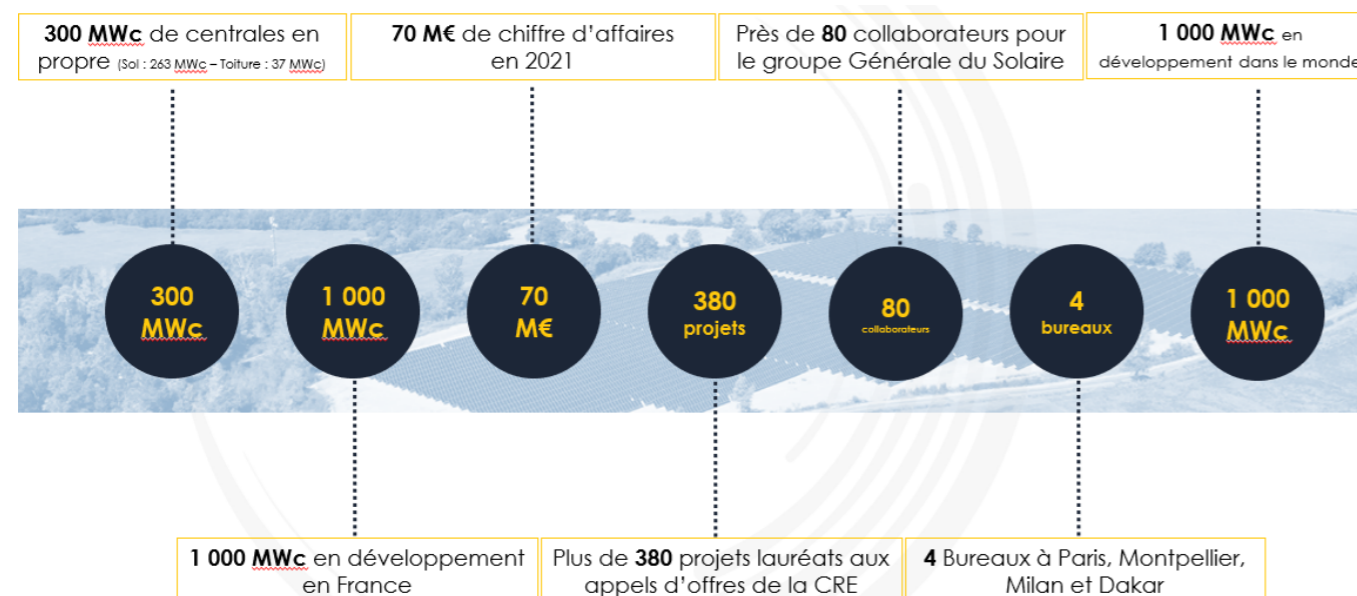 300 MWc de centrales en
propre (Sol : 263 MWc – Toiture : 37 MWc)
70 M€ de chiffre d’affaires
en 2021
Près de 80 collaborateurs pour
le groupe Générale du Solaire
1 000 MWc en
développement dans le monde
300
MWc
1 000
MWc
70
M€
380
projets
80
collaborateurs
4
bureaux
1 000
MWc
1 000 MWc en développement
en France
Plus de 380 projets lauréats aux
appels d’offres de la CRE
4 Bureaux à Paris, Montpellier,
Milan et Dakar